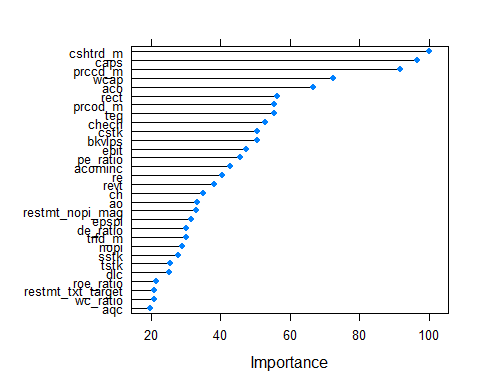 cshtrd_m
caps
prccd_m
wcap
aco
rect
prcod_m
teq
chech
cstk
bkvlps
ebit
pe_ratio
acominc
re
revt
ch
ao
restmt_nopi_mag
epspi
de_ratio
trfd_m
nopi
sstk
tstk
dlc
roe_ratio
restmt_txt_target
wc_ratio
aqc
20 40 60 80 100
Importance